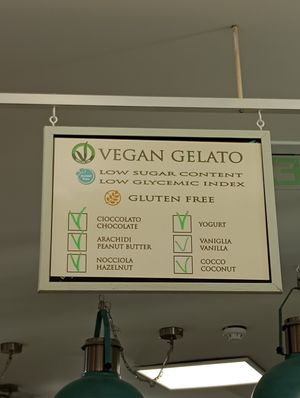 VEGAN GELATO
LOW SUGAR CONTENT
LOW GLYCEMIC INDEX
GLUTEN FREE
CIOCCOLATO
CHOCOLATE
ARACHIDI
PEANUT BUTTER
NOCCIOLA
HAZELNUT
YOGURT
VANIGLIA
VANILLA
COCCO
COCONUT